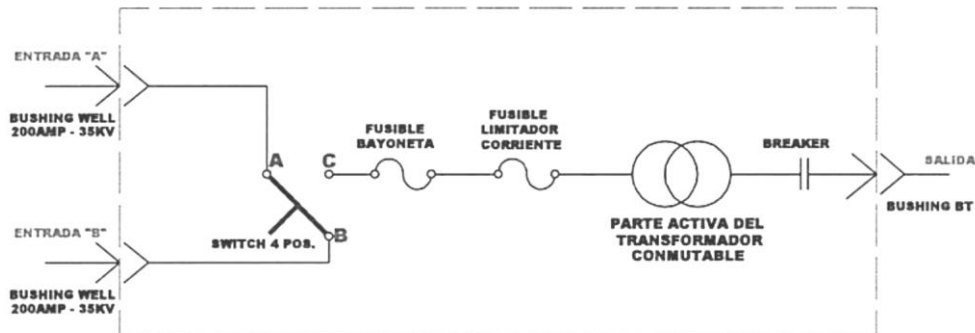 ENTRADA "A"
BUSHING WELL
200AMP - 35KV
A
C
FUSIBLE
BAYONETA
FUSIBLE
LIMITADOR
CORRIENTE
BREAKER
SALIDA
BUSHING BT
PARTE ACTIVA DEL
TRANSFORMADOR
CONMUTABLE
ENTRADA "B"
SWITCH 4 POS.
B
BUSHING WELL
200AMP - 35KV